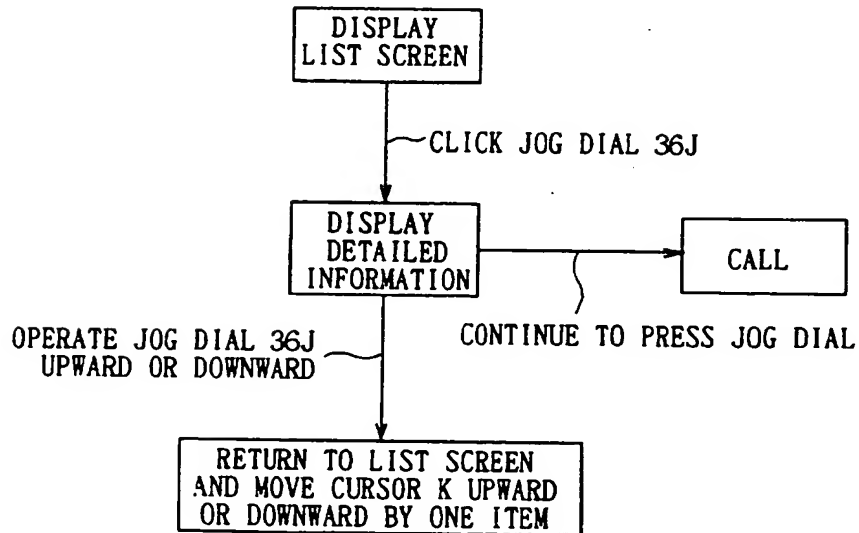 DISPLAY
LIST SCREEN
CLICK JOG DIAL 36J
DISPLAY
DETAILED
INFORMATION
CALL
CONTINUE TO PRESS JOG DIAL
OPERATE JOG DIAL 36J
UPWARD OR DOWNWARD
RETURN TO LIST SCREEN
AND MOVE CURSOR K UPWARD
OR DOWNWARD BY ONE ITEM